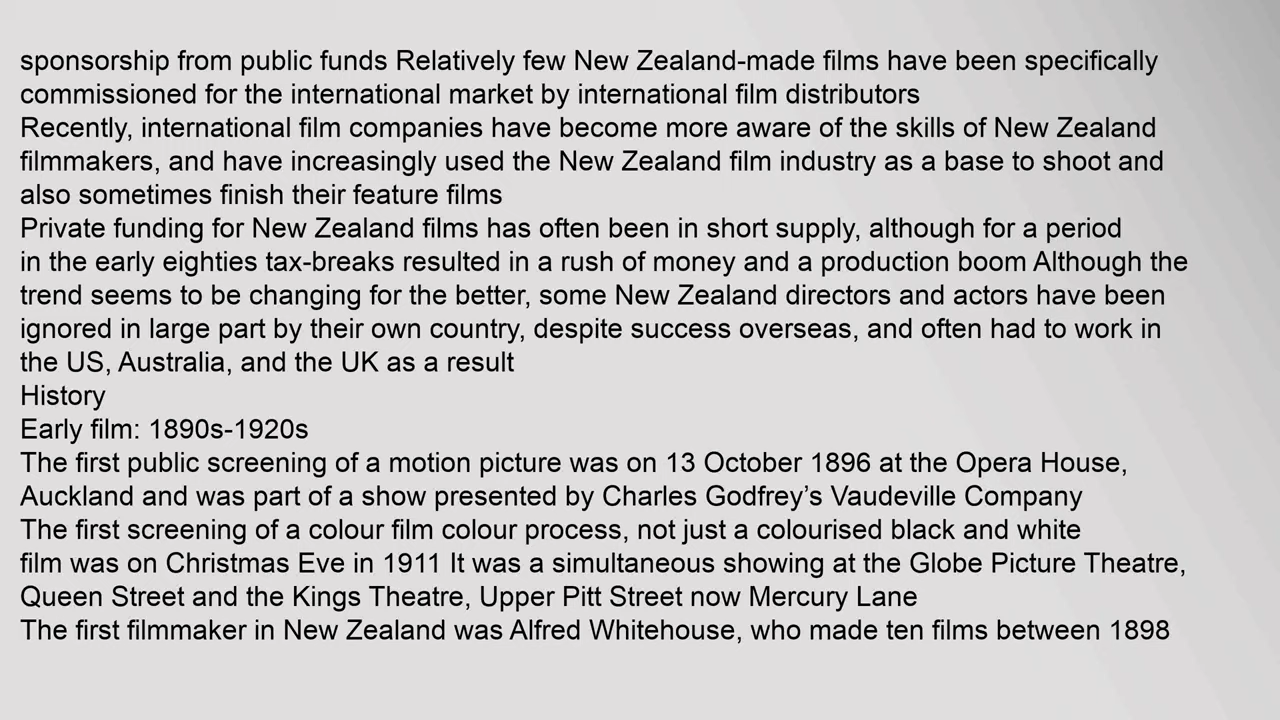 sponsorship from public funds Relatively few New Zealand-made films have been specifically
commissioned for the international market by international film distributors
Recently, international film companies have become more aware of the skills of New Zealand
filmmakers, and have increasingly used the New Zealand film industry as a base to shoot and
also sometimes finish their feature films
Private funding for New Zealand films has often been in short supply, although for a period
in the early eighties tax-breaks resulted in a rush of money and a production boom Although the
trend seems to be changing for the better, some New Zealand directors and actors have been
ignored in large part by their own country, despite success overseas, and often had to work in
the US, Australia, and the UK as a result
History
Early film: 1890s-1920s
The first public screening of a motion picture was on 13 October 1896 at the Opera House,
Auckland and was part of a show presented by Charles Godfrey’s Vaudeville Company
The first screening of a colour film colour process, not just a colourised black and white
film was on Christmas Eve in 1911 It was a simultaneous showing at the Globe Picture Theatre,
Queen Street and the Kings Theatre, Upper Pitt Street now Mercury Lane
The first filmmaker in New Zealand was Alfred Whitehouse, who made ten films between 1898